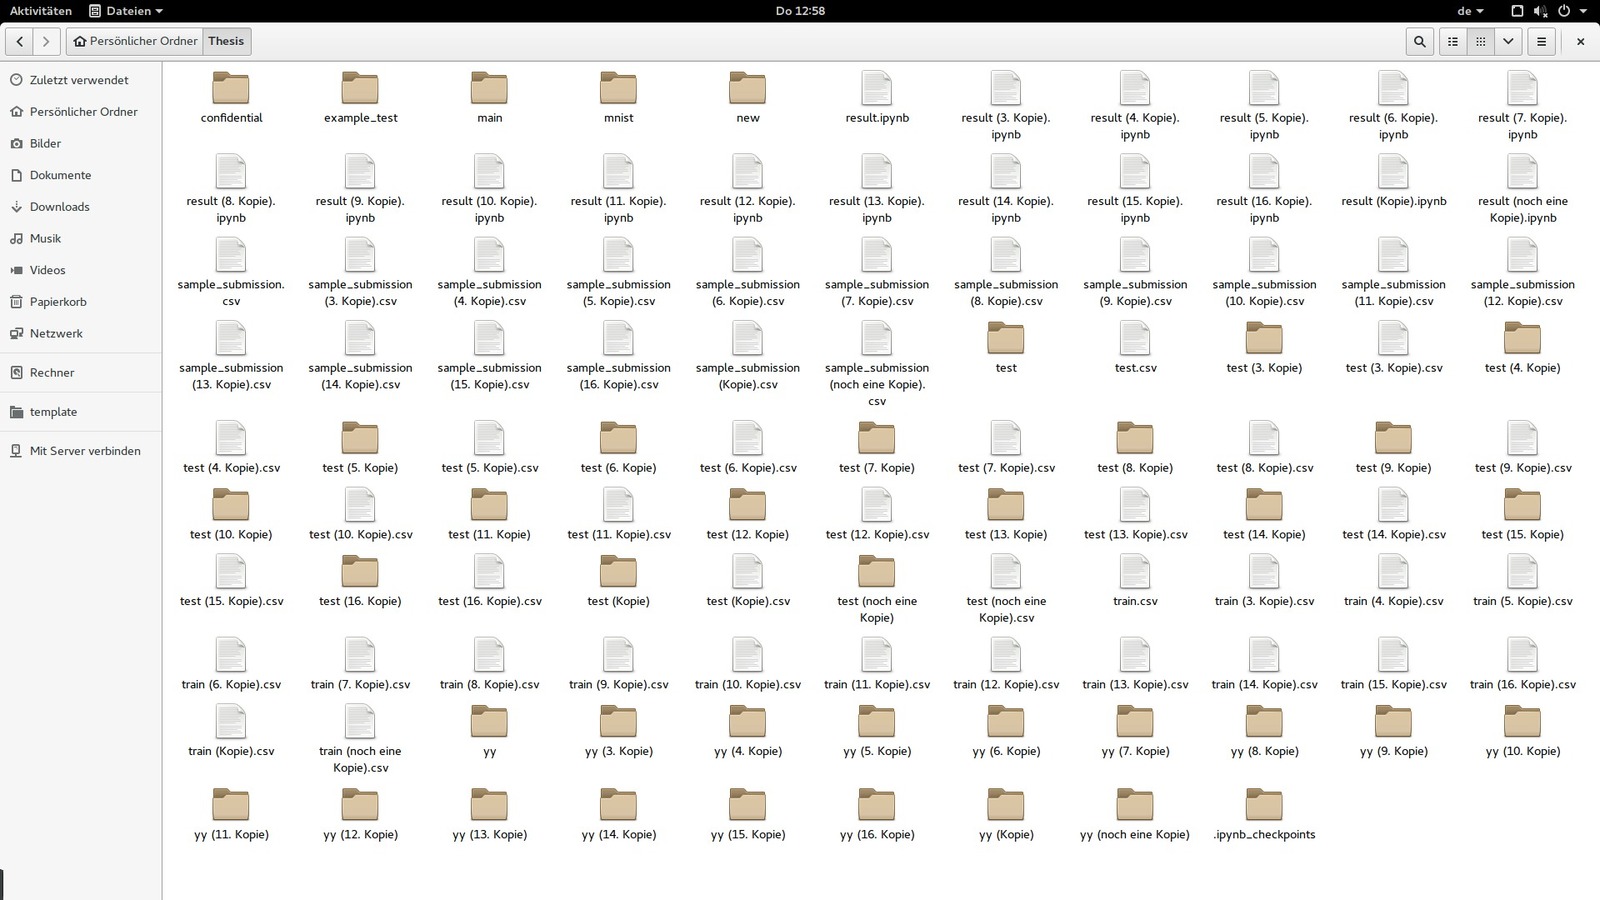 Aktivitäten Dateien Do 12:58 de
Persönlicher Ordner Thesis
Zuletzt verwendet
Persönlicher Ordner
Bilder
Dokumente
Downloads
Musik
Videos
Papierkorb
Netzwerk
Rechner
template
Mit Server verbinden
confidential example_test main mnist new result.ipynb result (3. Kopie). result (4. Kopie). result (5. Kopie). result (6. Kopie). result (7. Kopie).
ipynb ipynb ipynb ipynb ipynb
result (8. Kopie). result (9. Kopie). result (10. Kopie). result (11. Kopie). result (12. Kopie). result (13. Kopie). result (14. Kopie). result (15. Kopie). result (16. Kopie). result (Kopie).ipynb result (noch eine
ipynb ipynb ipynb ipynb ipynb ipynb ipynb ipynb ipynb Kopie).ipynb
sample_submission. sample_submission sample_submission sample_submission sample_submission sample_submission sample_submission sample_submission sample_submission sample_submission sample_submission
csv (3. Kopie).csv (4. Kopie).csv (5. Kopie).csv (6. Kopie).csv (7. Kopie).csv (8. Kopie).csv (9. Kopie).csv (10. Kopie).csv (11. Kopie).csv (12. Kopie).csv
sample_submission sample_submission sample_submission sample_submission sample_submission sample_submission test test.csv test (3. Kopie) test (3. Kopie).csv test (4. Kopie)
(13. Kopie).csv (14. Kopie).csv (15. Kopie).csv (16. Kopie).csv (Kopie).csv (noch eine Kopie).
csv
test (4. Kopie).csv test (5. Kopie) test (5. Kopie).csv test (6. Kopie) test (6. Kopie).csv test (7. Kopie) test (7. Kopie).csv test (8. Kopie) test (8. Kopie).csv test (9. Kopie) test (9. Kopie).csv
test (10. Kopie) test (10. Kopie).csv test (11. Kopie) test (11. Kopie).csv test (12. Kopie) test (12. Kopie).csv test (13. Kopie) test (13. Kopie).csv test (14. Kopie) test (14. Kopie).csv test (15. Kopie)
test (15. Kopie).csv test (16. Kopie) test (16. Kopie).csv test (Kopie) test (Kopie).csv test (noch eine test (noch eine train.csv train (3. Kopie).csv train (4. Kopie).csv train (5. Kopie).csv
Kopie) Kopie).csv
train (6. Kopie).csv train (7. Kopie).csv train (8. Kopie).csv train (9. Kopie).csv train (10. Kopie).csv train (11. Kopie).csv train (12. Kopie).csv train (13. Kopie).csv train (14. Kopie).csv train (15. Kopie).csv train (16. Kopie).csv
train (Kopie).csv train (noch eine yy yy (3. Kopie) yy (4. Kopie) yy (5. Kopie) yy (6. Kopie) yy (7. Kopie) yy (8. Kopie) yy (9. Kopie) yy (10. Kopie)
Kopie).csv
yy (11. Kopie) yy (12. Kopie) yy (13. Kopie) yy (14. Kopie) yy (15. Kopie) yy (16. Kopie) yy (Kopie) yy (noch eine Kopie) .ipynb_checkpoints